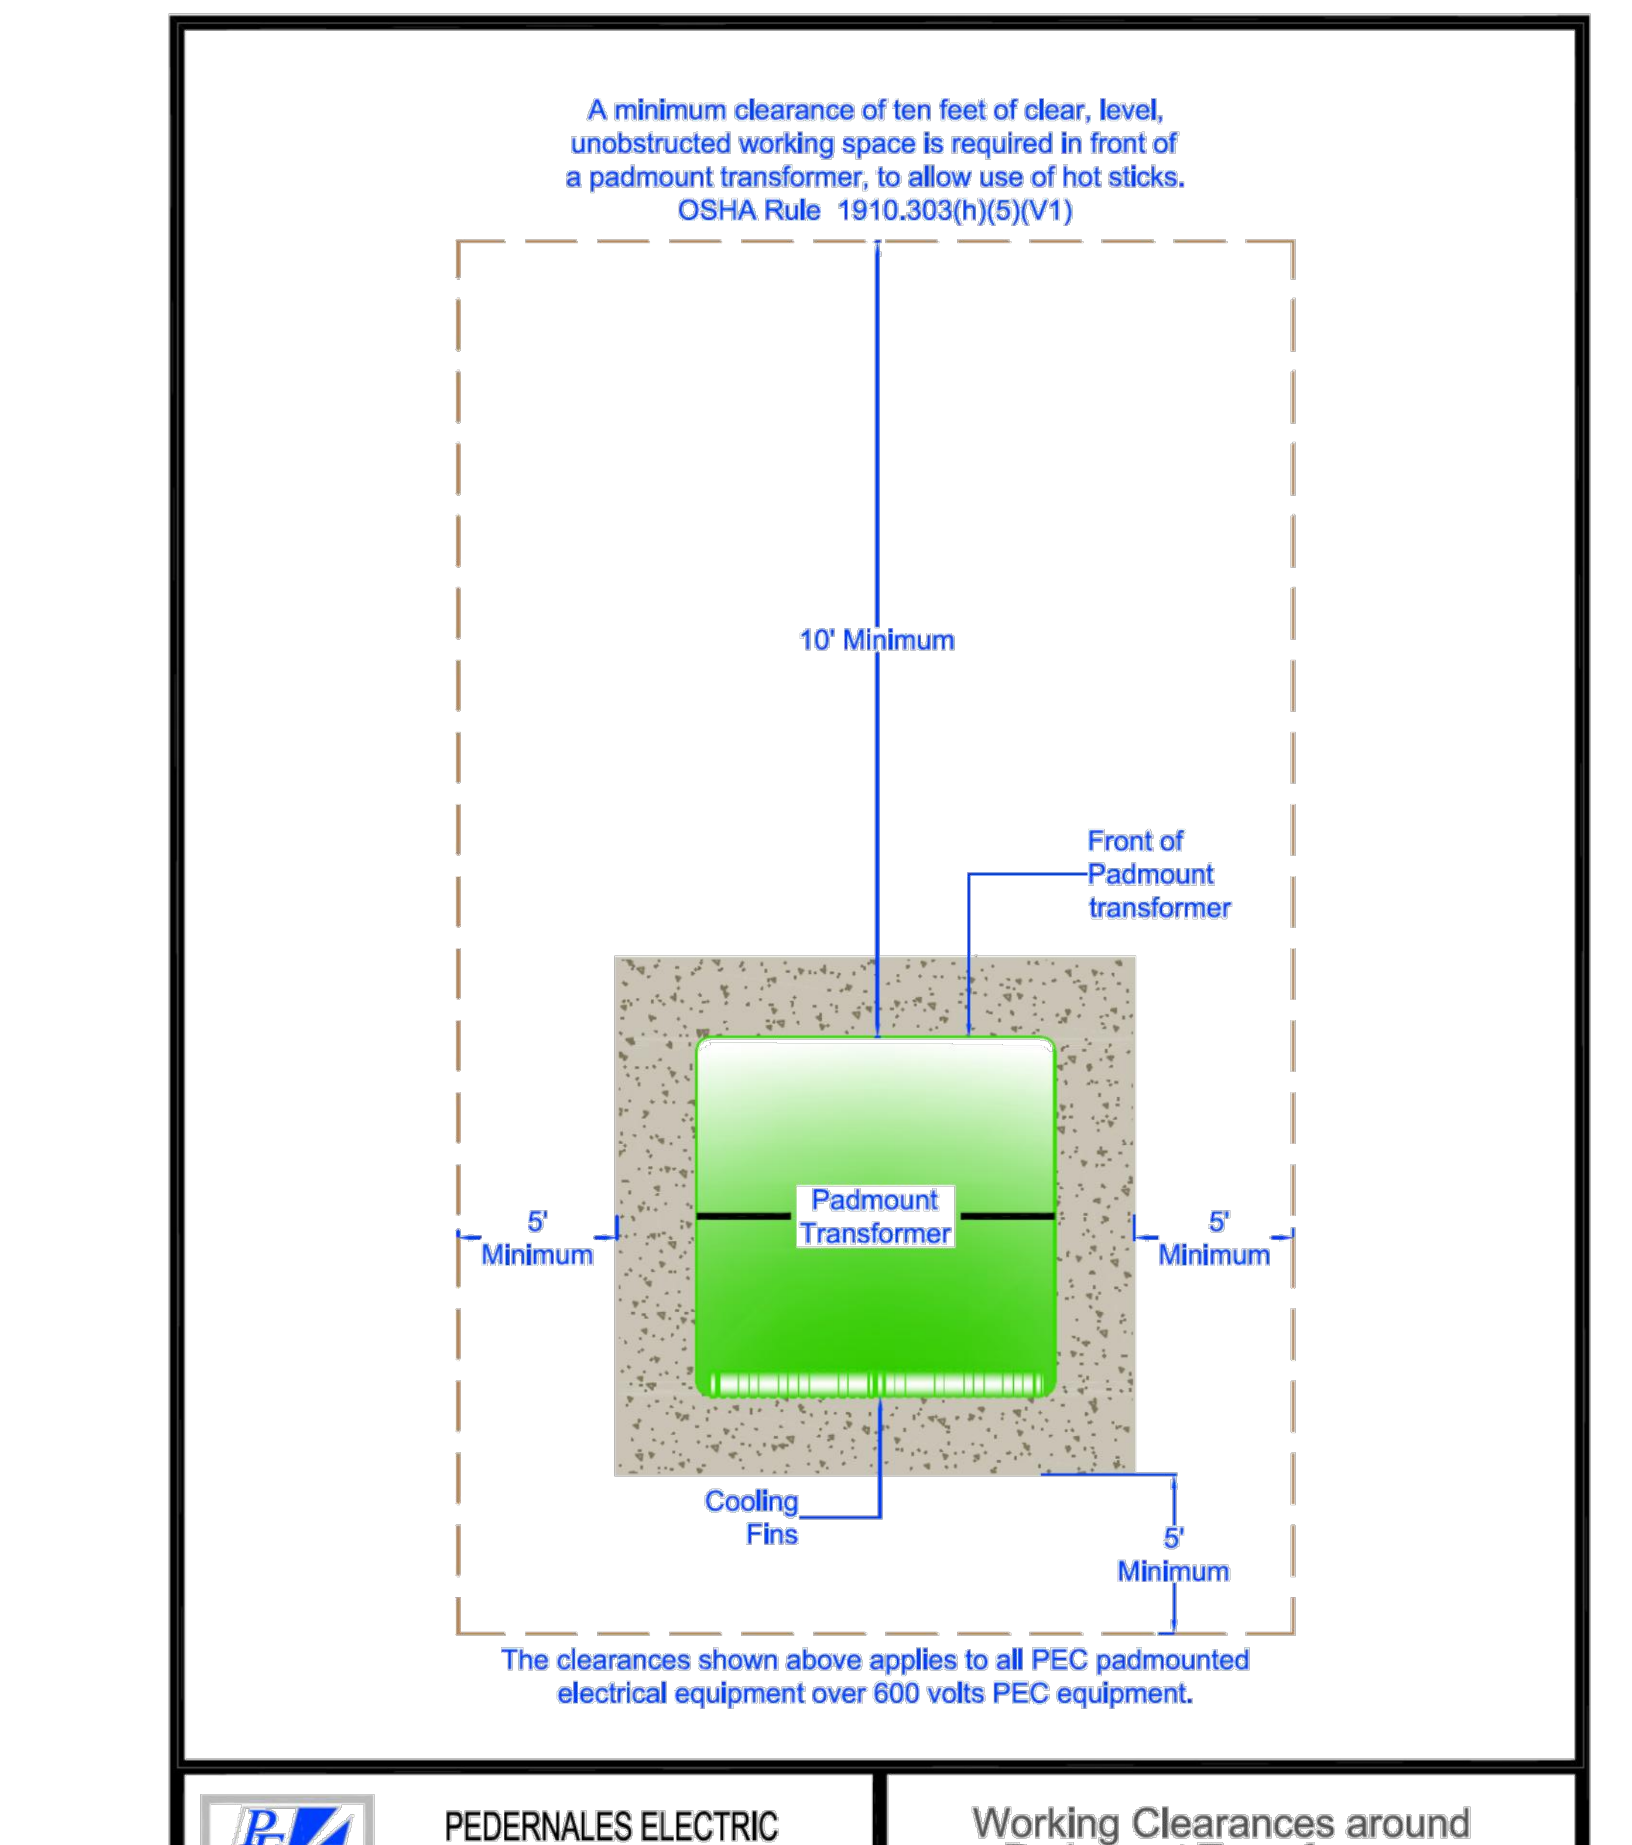 A minimum clearance of ten feet of clear, level,
unobstructed working space is required in front of
a padmount transformer, to allow use of hot sticks.
OSHA Rule 1910.303(h)(5)(V1)
10' Minimum
Front of
Padmount
transformer
Padmount
Transformer
5'
Minimum
5'
Minimum
Cooling
Fins
5'
Minimum
The clearances shown above applies to all PEC padmounted
electrical equipment over 600 volts PEC equipment.
PEDERNALES ELECTRIC
Working Clearances around